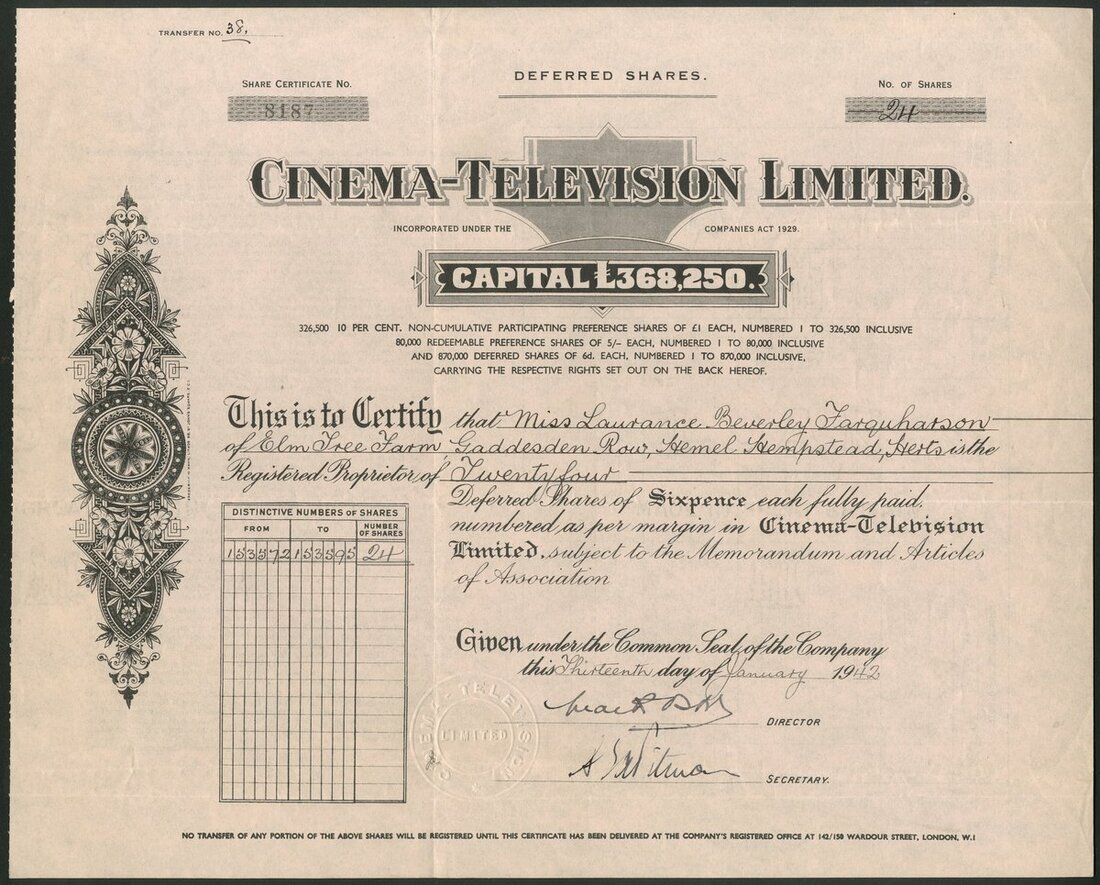 TRANSFER NO. 38.
DEFERRED SHARES.
SHARE CERTIFICATE NO.
8187
NO. OF SHARES
24
CINEMA-TELEVISION LIMITED.
INCORPORATED UNDER THE COMPANIES ACT 1929.
CAPITAL £368,250.
326,500 10 PER CENT. NON-CUMULATIVE PARTICIPATING PREFERENCE SHARES OF £1 EACH, NUMBERED 1 TO 326,500 INCLUSIVE
80,000 REDEEMABLE PREFERENCE SHARES OF 5/- EACH, NUMBERED 1 TO 80,000 INCLUSIVE
AND 870,000 DEFERRED SHARES OF 6d. EACH, NUMBERED 1 TO 870,000 INCLUSIVE,
CARRYING THE RESPECTIVE RIGHTS SET OUT ON THE BACK HEREOF.
This is to Certify that Miss Laurance Beverley Farquharson
of Elm Tree Farm, Gaddesden Row, Hemel Hempstead, Herts is the
Registered Proprietor of Twentyfour
Deferred Shares of Sixpence each fully paid.
numbered as per margin in Cinema-Television
Limited, subject to the Memorandum and Articles
of Association
DISTINCTIVE NUMBERS OF SHARES
FROM TO NUMBER OF SHARES
153572 153595 24
Given under the Common Seal of the Company
this Thirteenth day of January 1942
DIRECTOR
CINEMA-TELEVISION
LIMITED
SECRETARY.
NO TRANSFER OF ANY PORTION OF THE ABOVE SHARES WILL BE REGISTERED UNTIL THIS CERTIFICATE HAS BEEN DELIVERED AT THE COMPANY'S REGISTERED OFFICE AT 142/150 WARDOUR STREET, LONDON, W.1